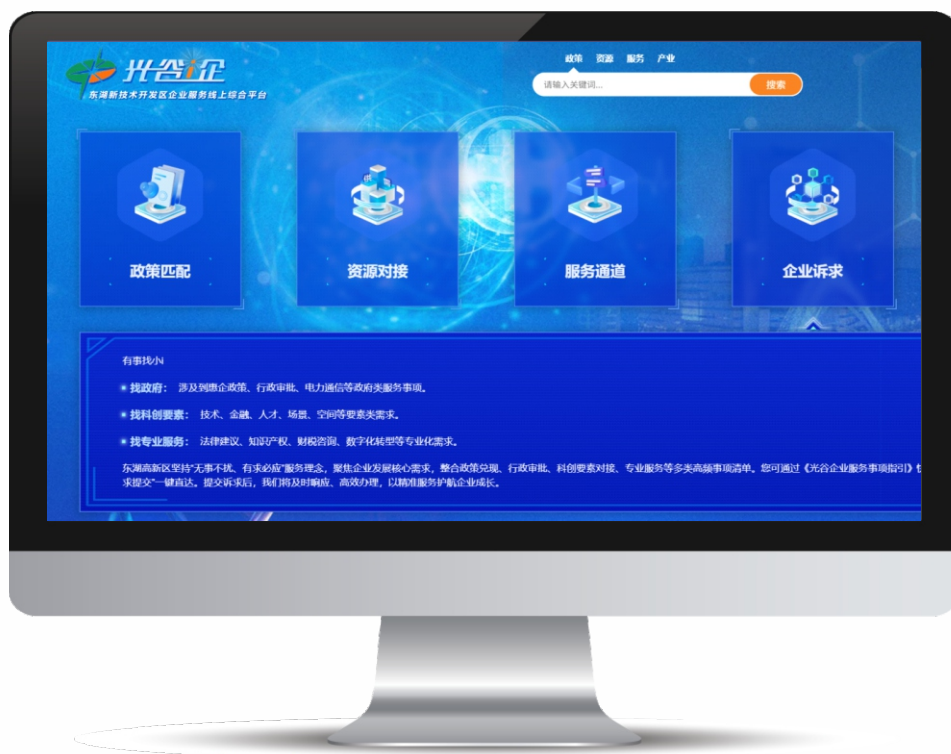 光谷i企
东湖新技术开发区企业服务线上综合平台
政策 资源 服务 产业
请输入关键词...
搜索
政策匹配
资源对接
服务通道
企业诉求
有事找小i
找政府： 涉及到惠企政策、行政审批、电力通信等政府类服务事项。
找科创要素： 技术、金融、人才、场景、空间等要素类需求。
找专业服务： 法律建议、知识产权、财税咨询、数字化转型等专业化需求。
东湖高新区坚持“无事不扰、有求必应”服务理念，聚焦企业发展核心需求，整合政策兑现、行政审批、科创要素对接、专业服务等多类高频事项清单。您可通过《光谷企业服务事项指引》
求提交”一键直达。提交诉求后，我们将及时响应、高效办理，以精准服务护航企业成长。